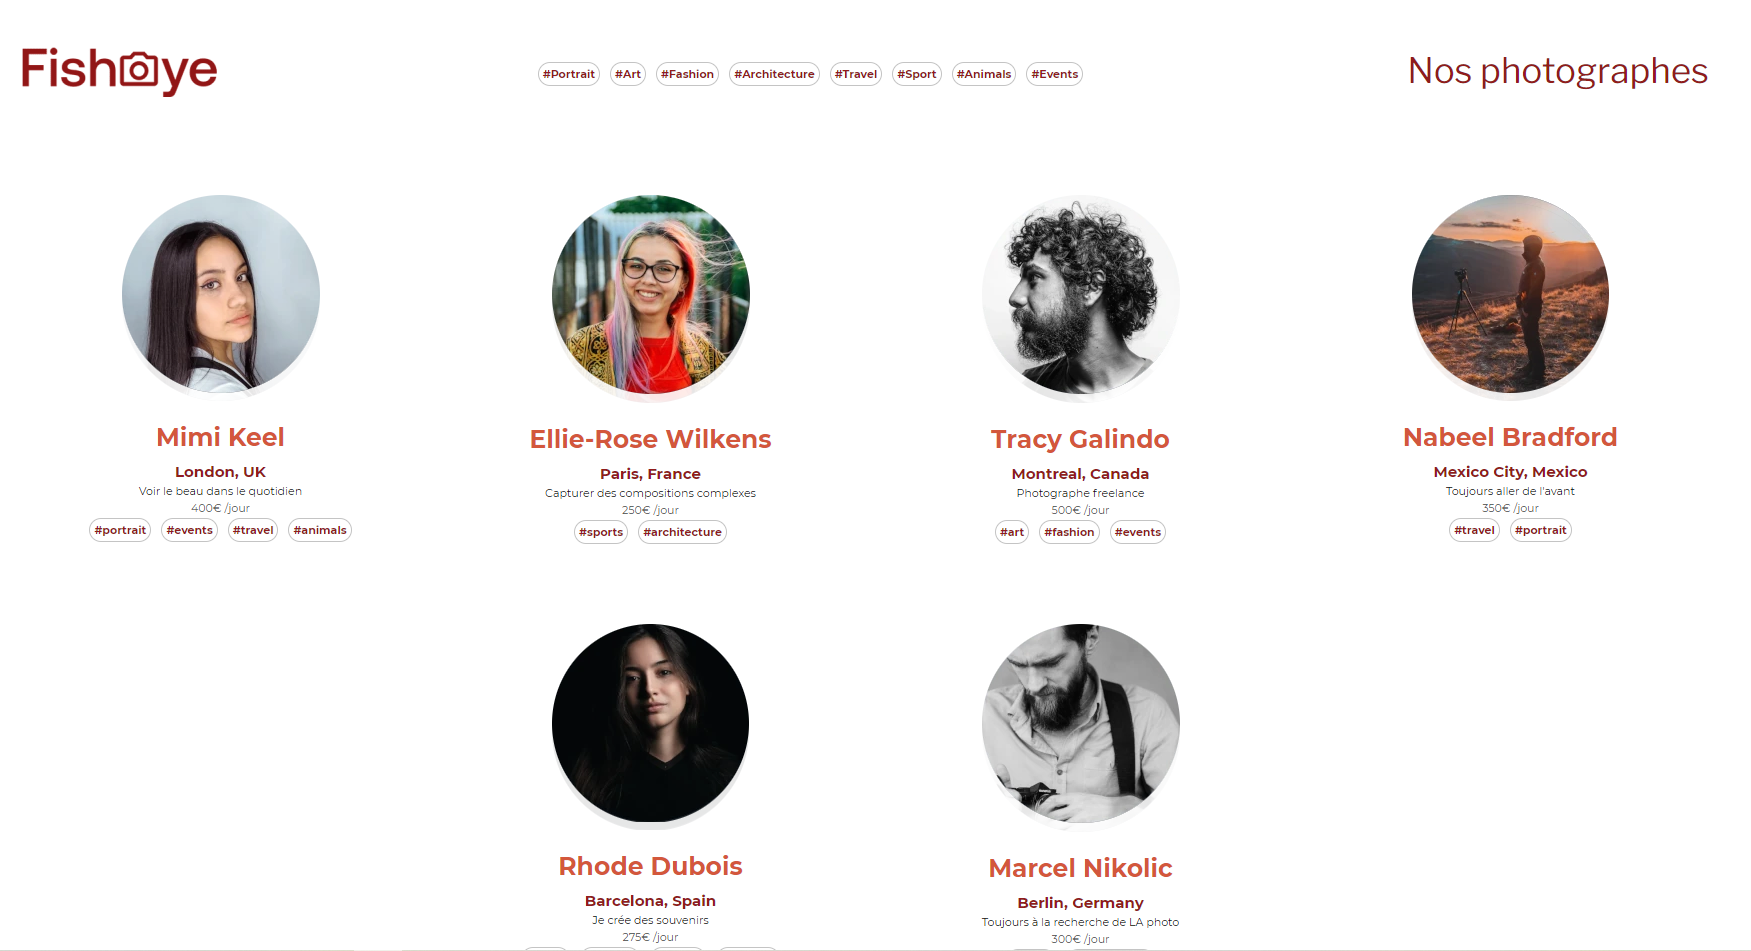 Fisheye
#Portrait #Art #Fashion #Architecture #Travel #Sport #Animals #Events
Nos photographes
Mimi Keel
London, UK
Voir le beau dans le quotidien
400€ /jour
#portrait #events #travel #animals
Ellie-Rose Wilkens
Paris, France
Capturer des compositions complexes
250€ /jour
#sports #architecture
Tracy Galindo
Montreal, Canada
Photographe freelance
500€ /jour
#art #fashion #events
Nabeel Bradford
Mexico City, Mexico
Toujours aller de l'avant
350€ /jour
#travel #portrait
Rhode Dubois
Barcelona, Spain
Je crée des souvenirs
275€ /jour
Marcel Nikolic
Berlin, Germany
Toujours à la recherche de LA photo
300€ /jour